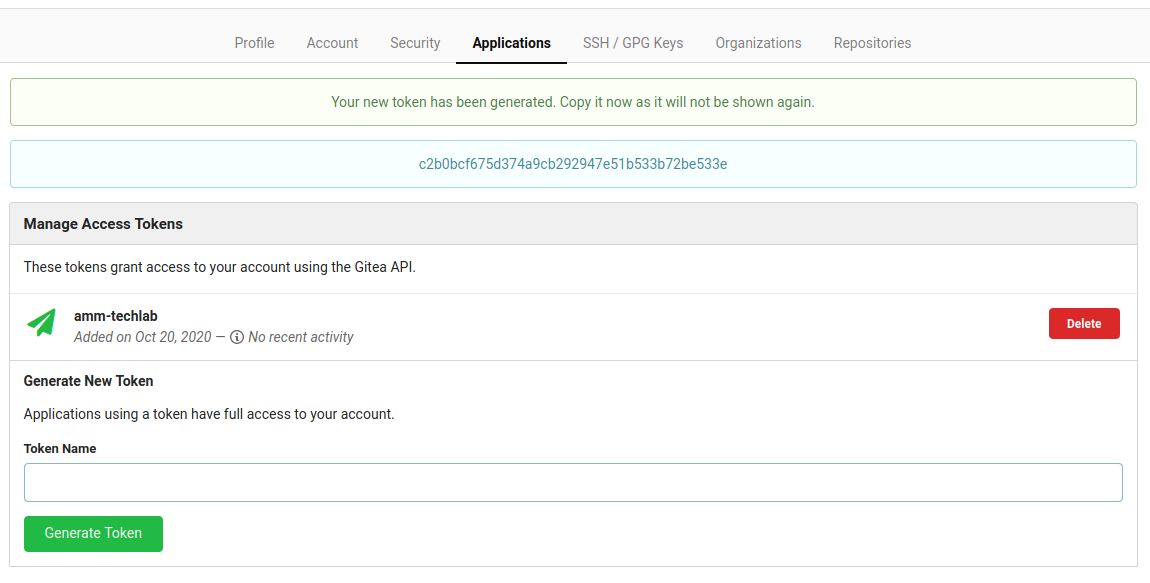 Profile Account Security Applications SSH / GPG Keys Organizations Repositories
Your new token has been generated. Copy it now as it will not be shown again.
c2b0bcf675d374a9cb292947e51b533b72be533e
Manage Access Tokens
These tokens grant access to your account using the Gitea API.
amm-techlab
Added on Oct 20, 2020 — No recent activity
Delete
Generate New Token
Applications using a token have full access to your account.
Token Name
Generate Token